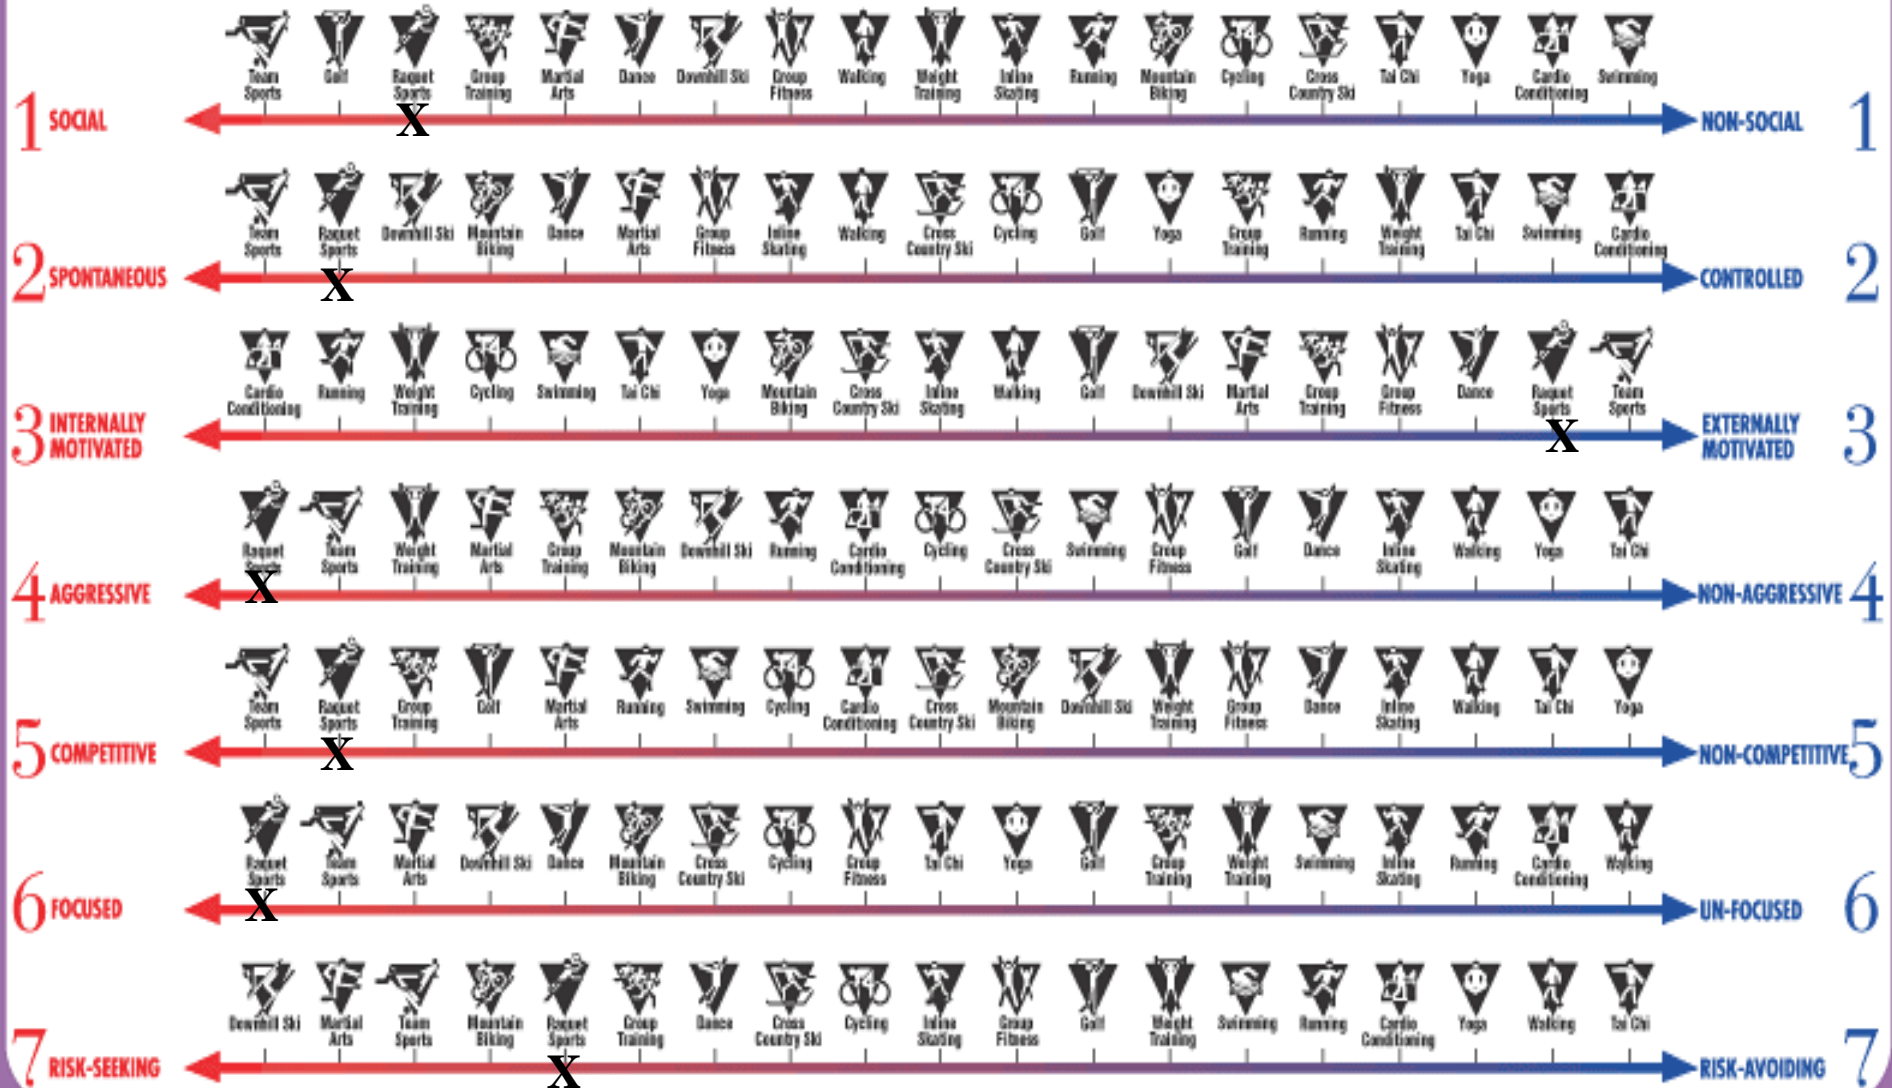 Team Sports Golf Raquet Sports Group Training Martial Arts Dance Downhill Ski Group Fitness Walking Weight Training Inline Skating Running Mountain Biking Cycling Cross Country Ski Tai Chi Yoga Cardio Conditioning Swimming
X
1 SOCIAL NON-SOCIAL 1
Team Sports Raquet Sports Downhill Ski Mountain Biking Dance Martial Arts Group Fitness Inline Skating Walking Cross Country Ski Cycling Golf Yoga Group Training Running Weight Training Tai Chi Swimming Cardio Conditioning
X
2 SPONTANEOUS CONTROLLED 2
Cardio Conditioning Running Weight Training Cycling Swimming Tai Chi Yoga Mountain Biking Cross Country Ski Inline Skating Walking Golf Downhill Ski Martial Arts Group Training Group Fitness Dance Raquet Sports Team Sports
X
3 INTERNALLY MOTIVATED EXTERNALLY MOTIVATED 3
Raquet Sports Team Sports Weight Training Martial Arts Group Training Mountain Biking Downhill Ski Running Cardio Conditioning Cycling Cross Country Ski Swimming Group Fitness Golf Dance Inline Skating Walking Yoga Tai Chi
X
4 AGGRESSIVE NON-AGGRESSIVE 4
Team Sports Raquet Sports Group Training Golf Martial Arts Running Swimming Cycling Cardio Conditioning Cross Country Ski Mountain Biking Downhill Ski Weight Training Group Fitness Dance Inline Skating Walking Tai Chi Yoga
X
5 COMPETITIVE NON-COMPETITIVE 5
Raquet Sports Team Sports Martial Arts Downhill Ski Dance Mountain Biking Cross Country Ski Cycling Group Fitness Tai Chi Yoga Golf Group Training Weight Training Swimming Inline Skating Running Cardio Conditioning Walking
X
6 FOCUSED UN-FOCUSED 6
Downhill Ski Martial Arts Team Sports Mountain Biking Raquet Sports Group Training Dance Cross Country Ski Cycling Inline Skating Group Fitness Golf Weight Training Swimming Running Cardio Conditioning Yoga Walking Tai Chi
X
7 RISK-SEEKING RISK-AVOIDING 7